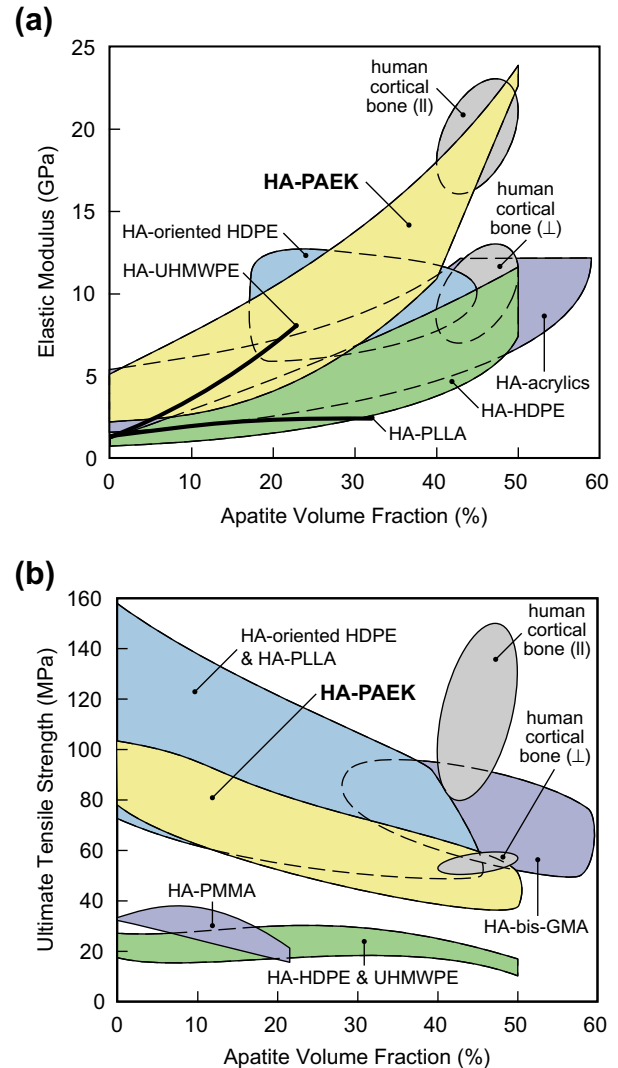 (a)
25
20
15
10
5
0
Elastic Modulus (GPa)
human
cortical
bone (ll)
HA-PAEK
human
cortical
bone (⊥)
HA-oriented HDPE
HA-UHMWPE
HA-acrylics
HA-HDPE
HA-PLLA
0 10 20 30 40 50 60
Apatite Volume Fraction (%)
(b)
160
140
120
100
80
60
40
20
0
Ultimate Tensile Strength (MPa)
human
cortical
bone (ll)
HA-oriented HDPE
& HA-PLLA
HA-PAEK
human
cortical
bone (⊥)
HA-PMMA
HA-bis-GMA
HA-HDPE & UHMWPE
0 10 20 30 40 50 60
Apatite Volume Fraction (%)